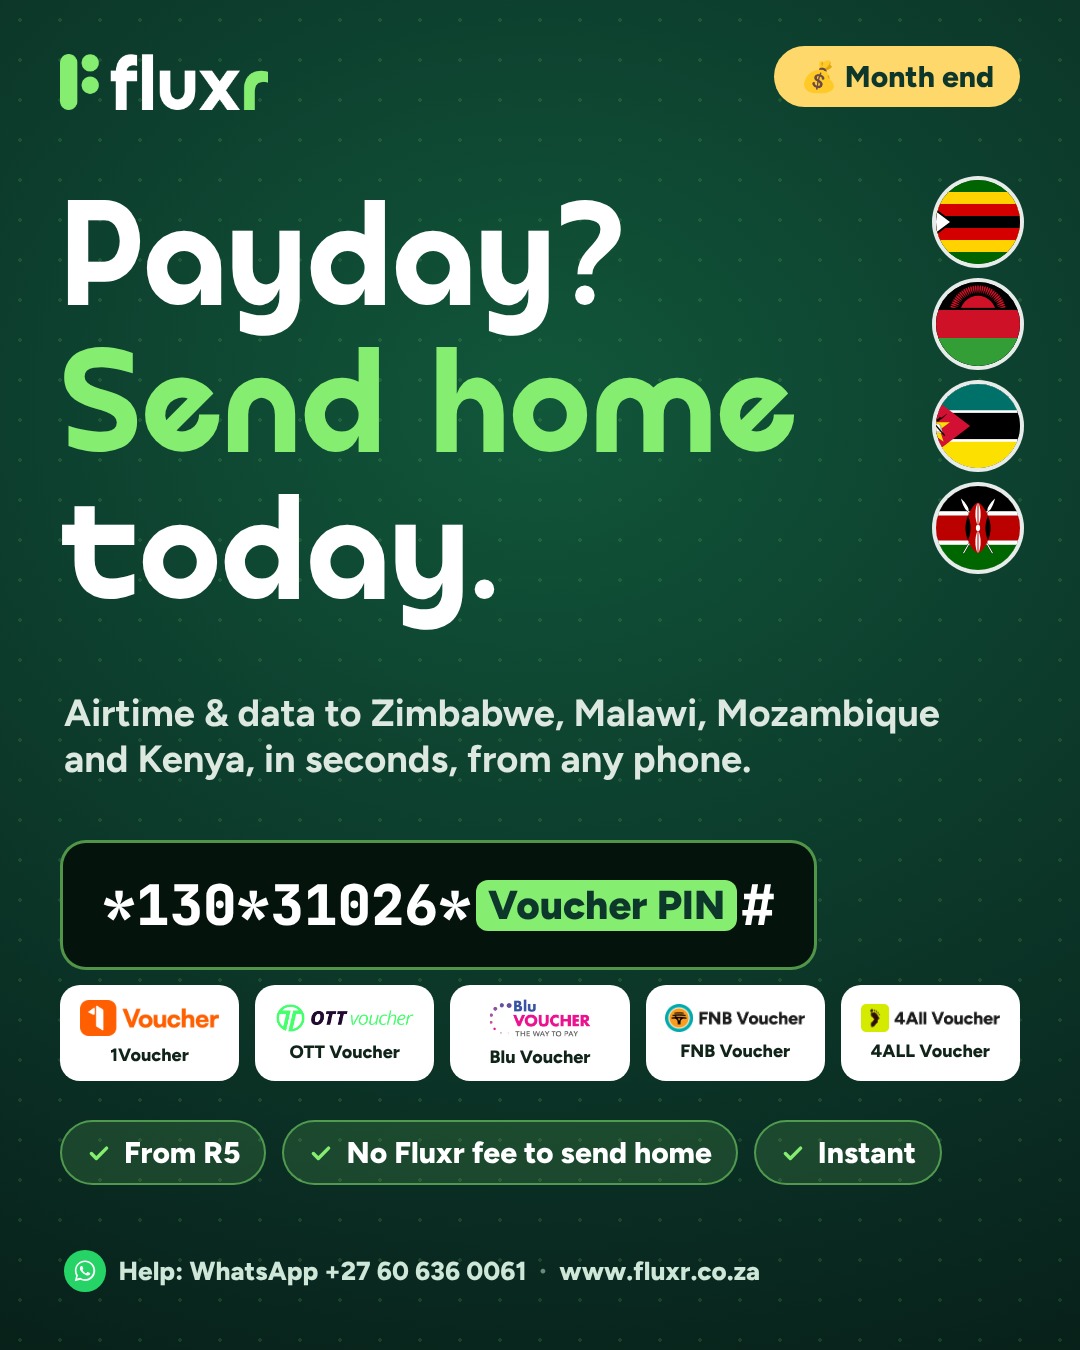 fluxr
💰 Month end
Payday?
Send home
today.
Airtime & data to Zimbabwe, Malawi, Mozambique
and Kenya, in seconds, from any phone.
*130*31026*Voucher PIN#
1 Voucher
1Voucher
OTT voucher
OTT Voucher
Blu
VOUCHER
THE WAY TO PAY
Blu Voucher
FNB Voucher
FNB Voucher
4All Voucher
4ALL Voucher
✓ From R5
✓ No Fluxr fee to send home
✓ Instant
Help: WhatsApp +27 60 636 0061 · www.fluxr.co.za